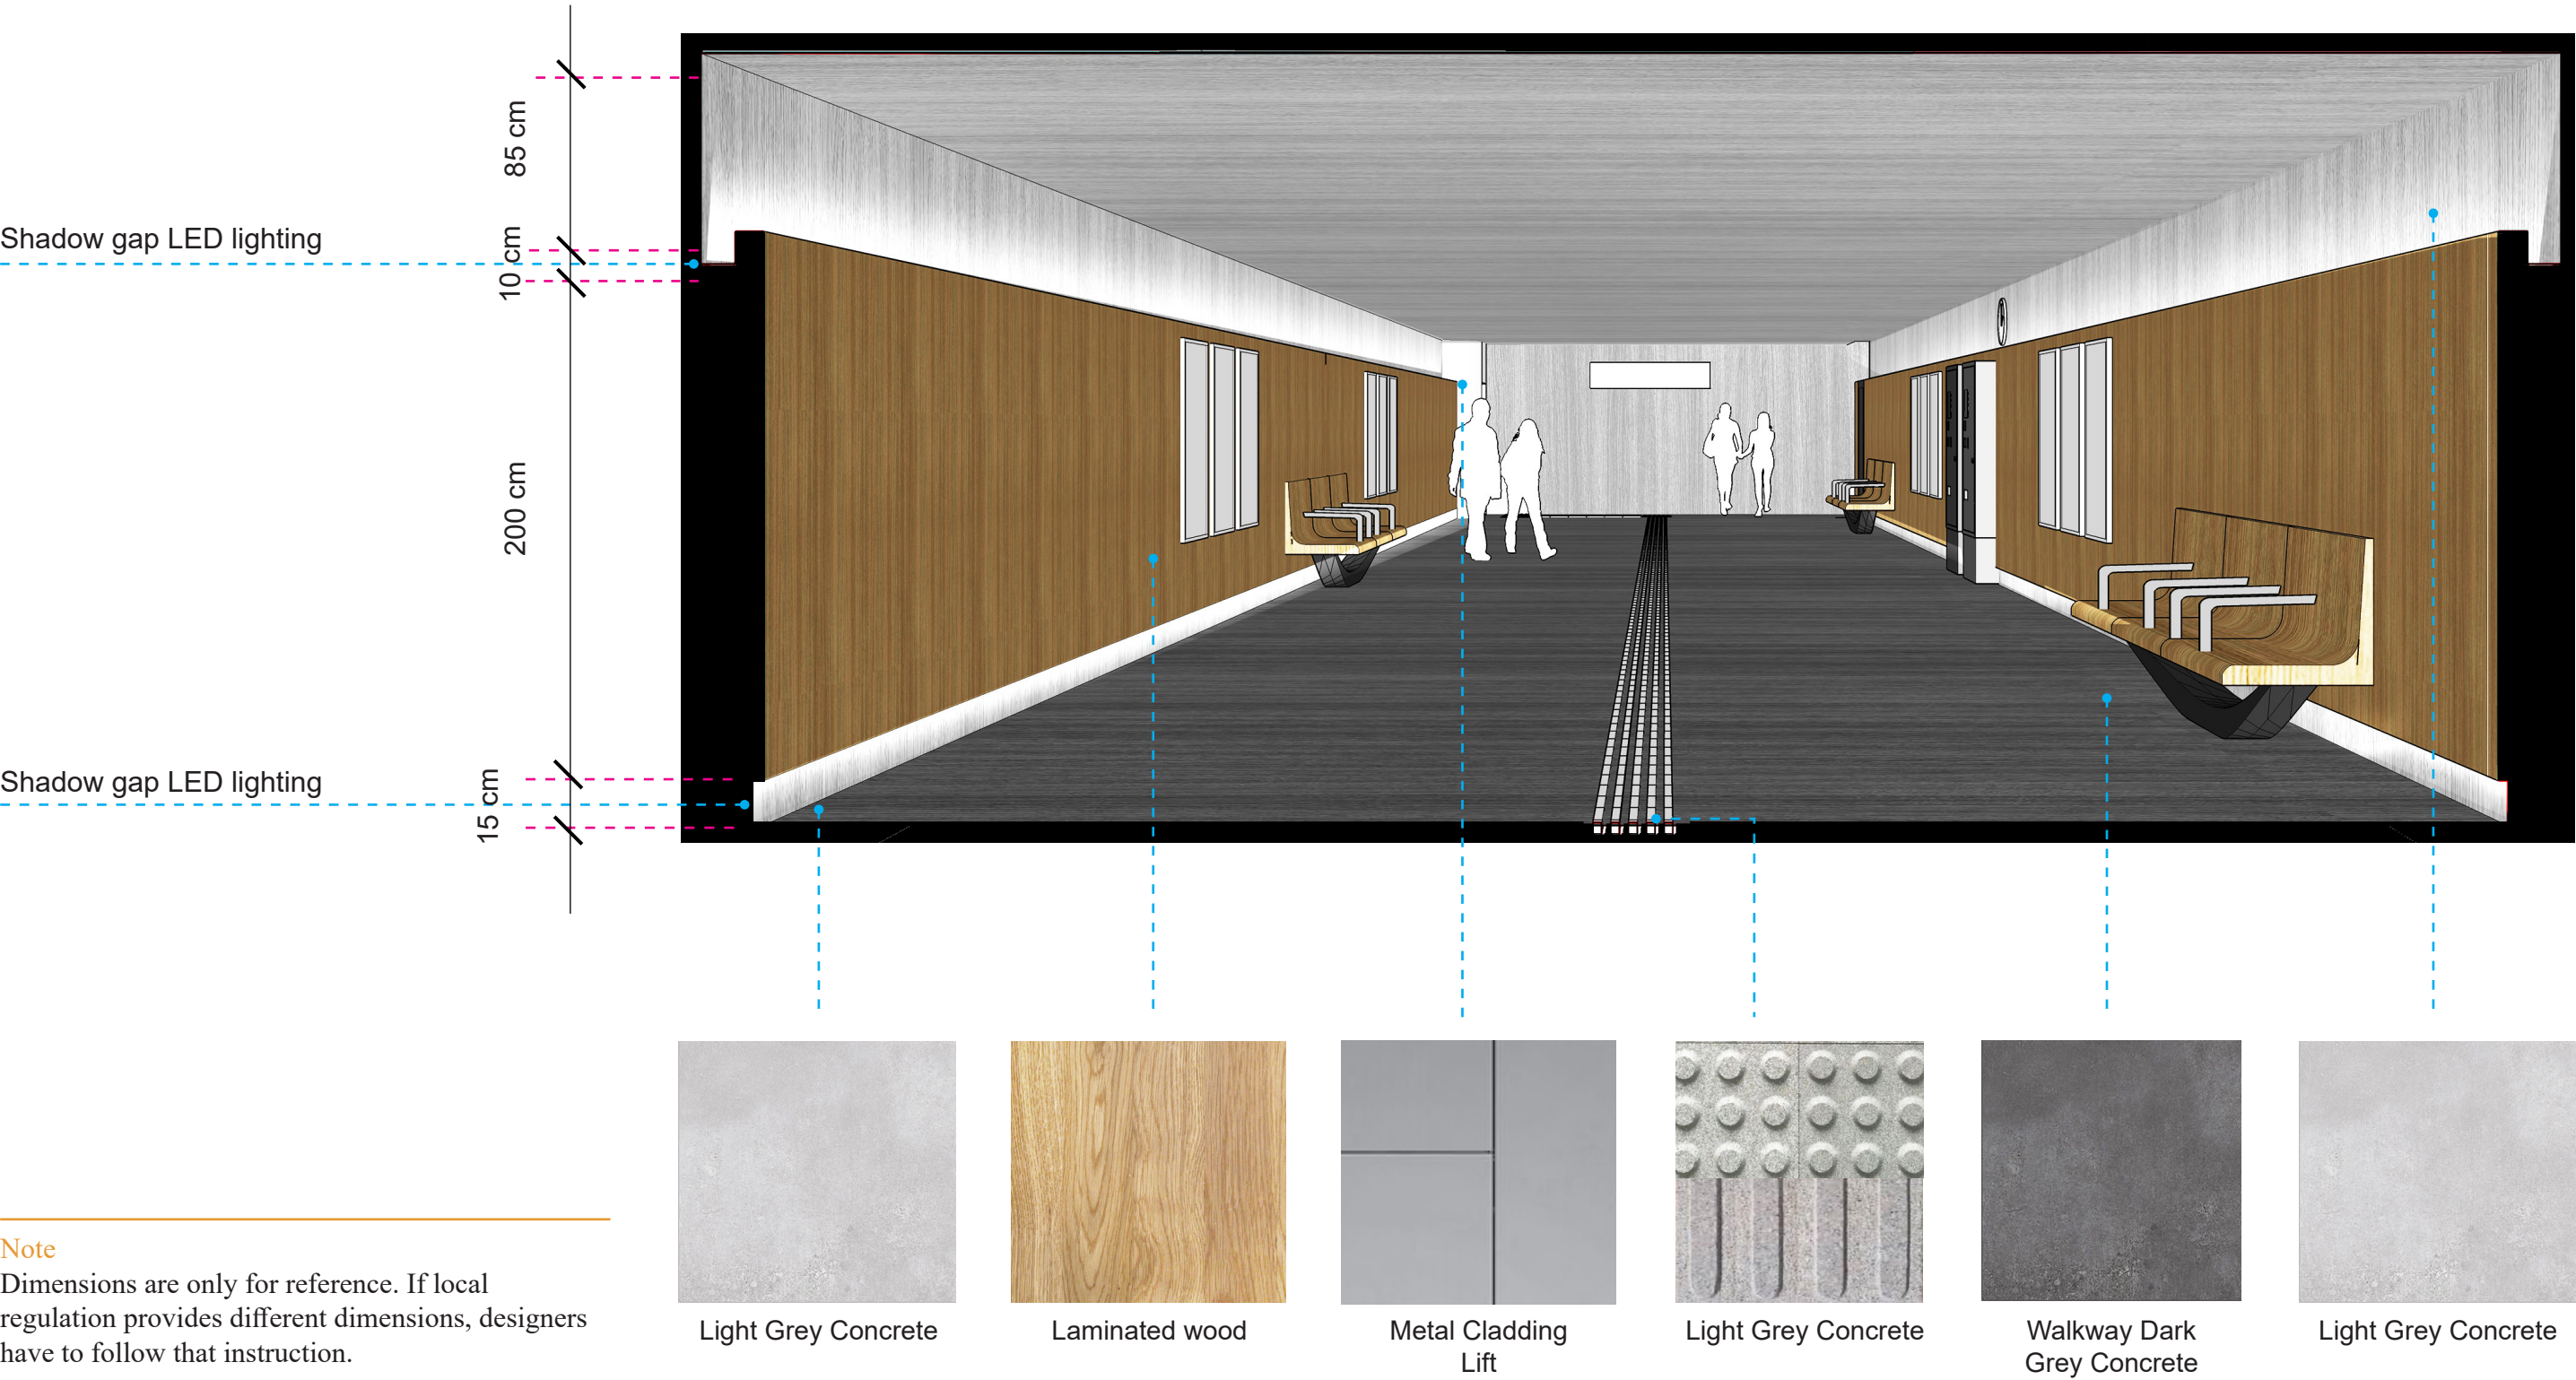 85 cm
Shadow gap LED lighting
10 cm
200 cm
Shadow gap LED lighting
15 cm
Note
Dimensions are only for reference. If local
regulation provides different dimensions, designers
have to follow that instruction.
Light Grey Concrete
Laminated wood
Metal Cladding
Lift
Light Grey Concrete
Walkway Dark
Grey Concrete
Light Grey Concrete